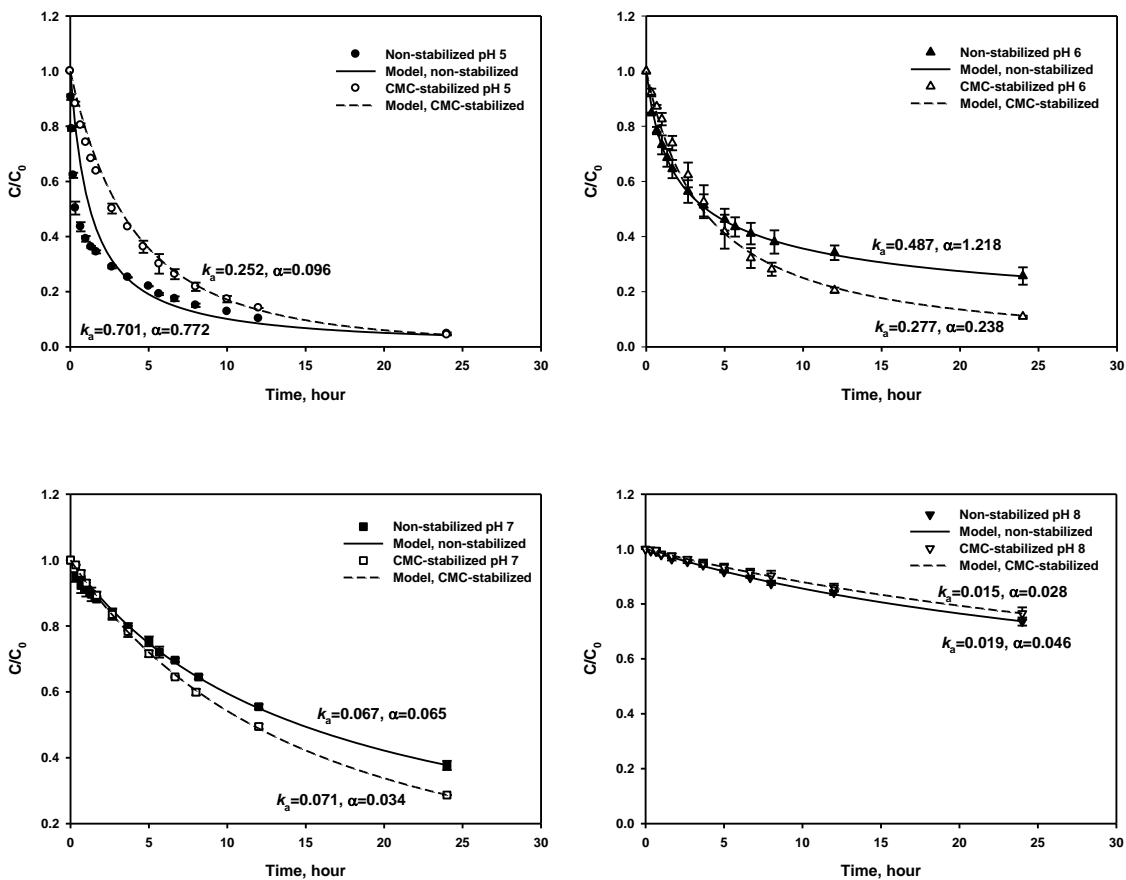 1.2
1.0
0.8
0.6
0.4
0.2
0.0
C/C0
Non-stabilized pH 5
Model, non-stabilized
CMC-stabilized pH 5
Model, CMC-stabilized
ka=0.252, α=0.096
ka=0.701, α=0.772
0 5 10 15 20 25 30
Time, hour
1.2
1.0
0.8
0.6
0.4
0.2
0.0
C/C0
Non-stabilized pH 6
Model, non-stabilized
CMC-stabilized pH 6
Model, CMC-stabilized
ka=0.487, α=1.218
ka=0.277, α=0.238
0 5 10 15 20 25 30
Time, hour
1.2
1.0
0.8
0.6
0.4
0.2
C/C0
Non-stabilized pH 7
Model, non-stabilized
CMC-stabilized pH 7
Model, CMC-stabilized
ka=0.067, α=0.065
ka=0.071, α=0.034
0 5 10 15 20 25 30
Time, hour
1.2
1.0
0.8
0.6
0.4
0.2
0.0
C/C0
Non-stabilized pH 8
Model, non-stabilized
CMC-stabilized pH 8
Model, CMC-stabilized
ka=0.015, α=0.028
ka=0.019, α=0.046
0 5 10 15 20 25 30
Time, hour